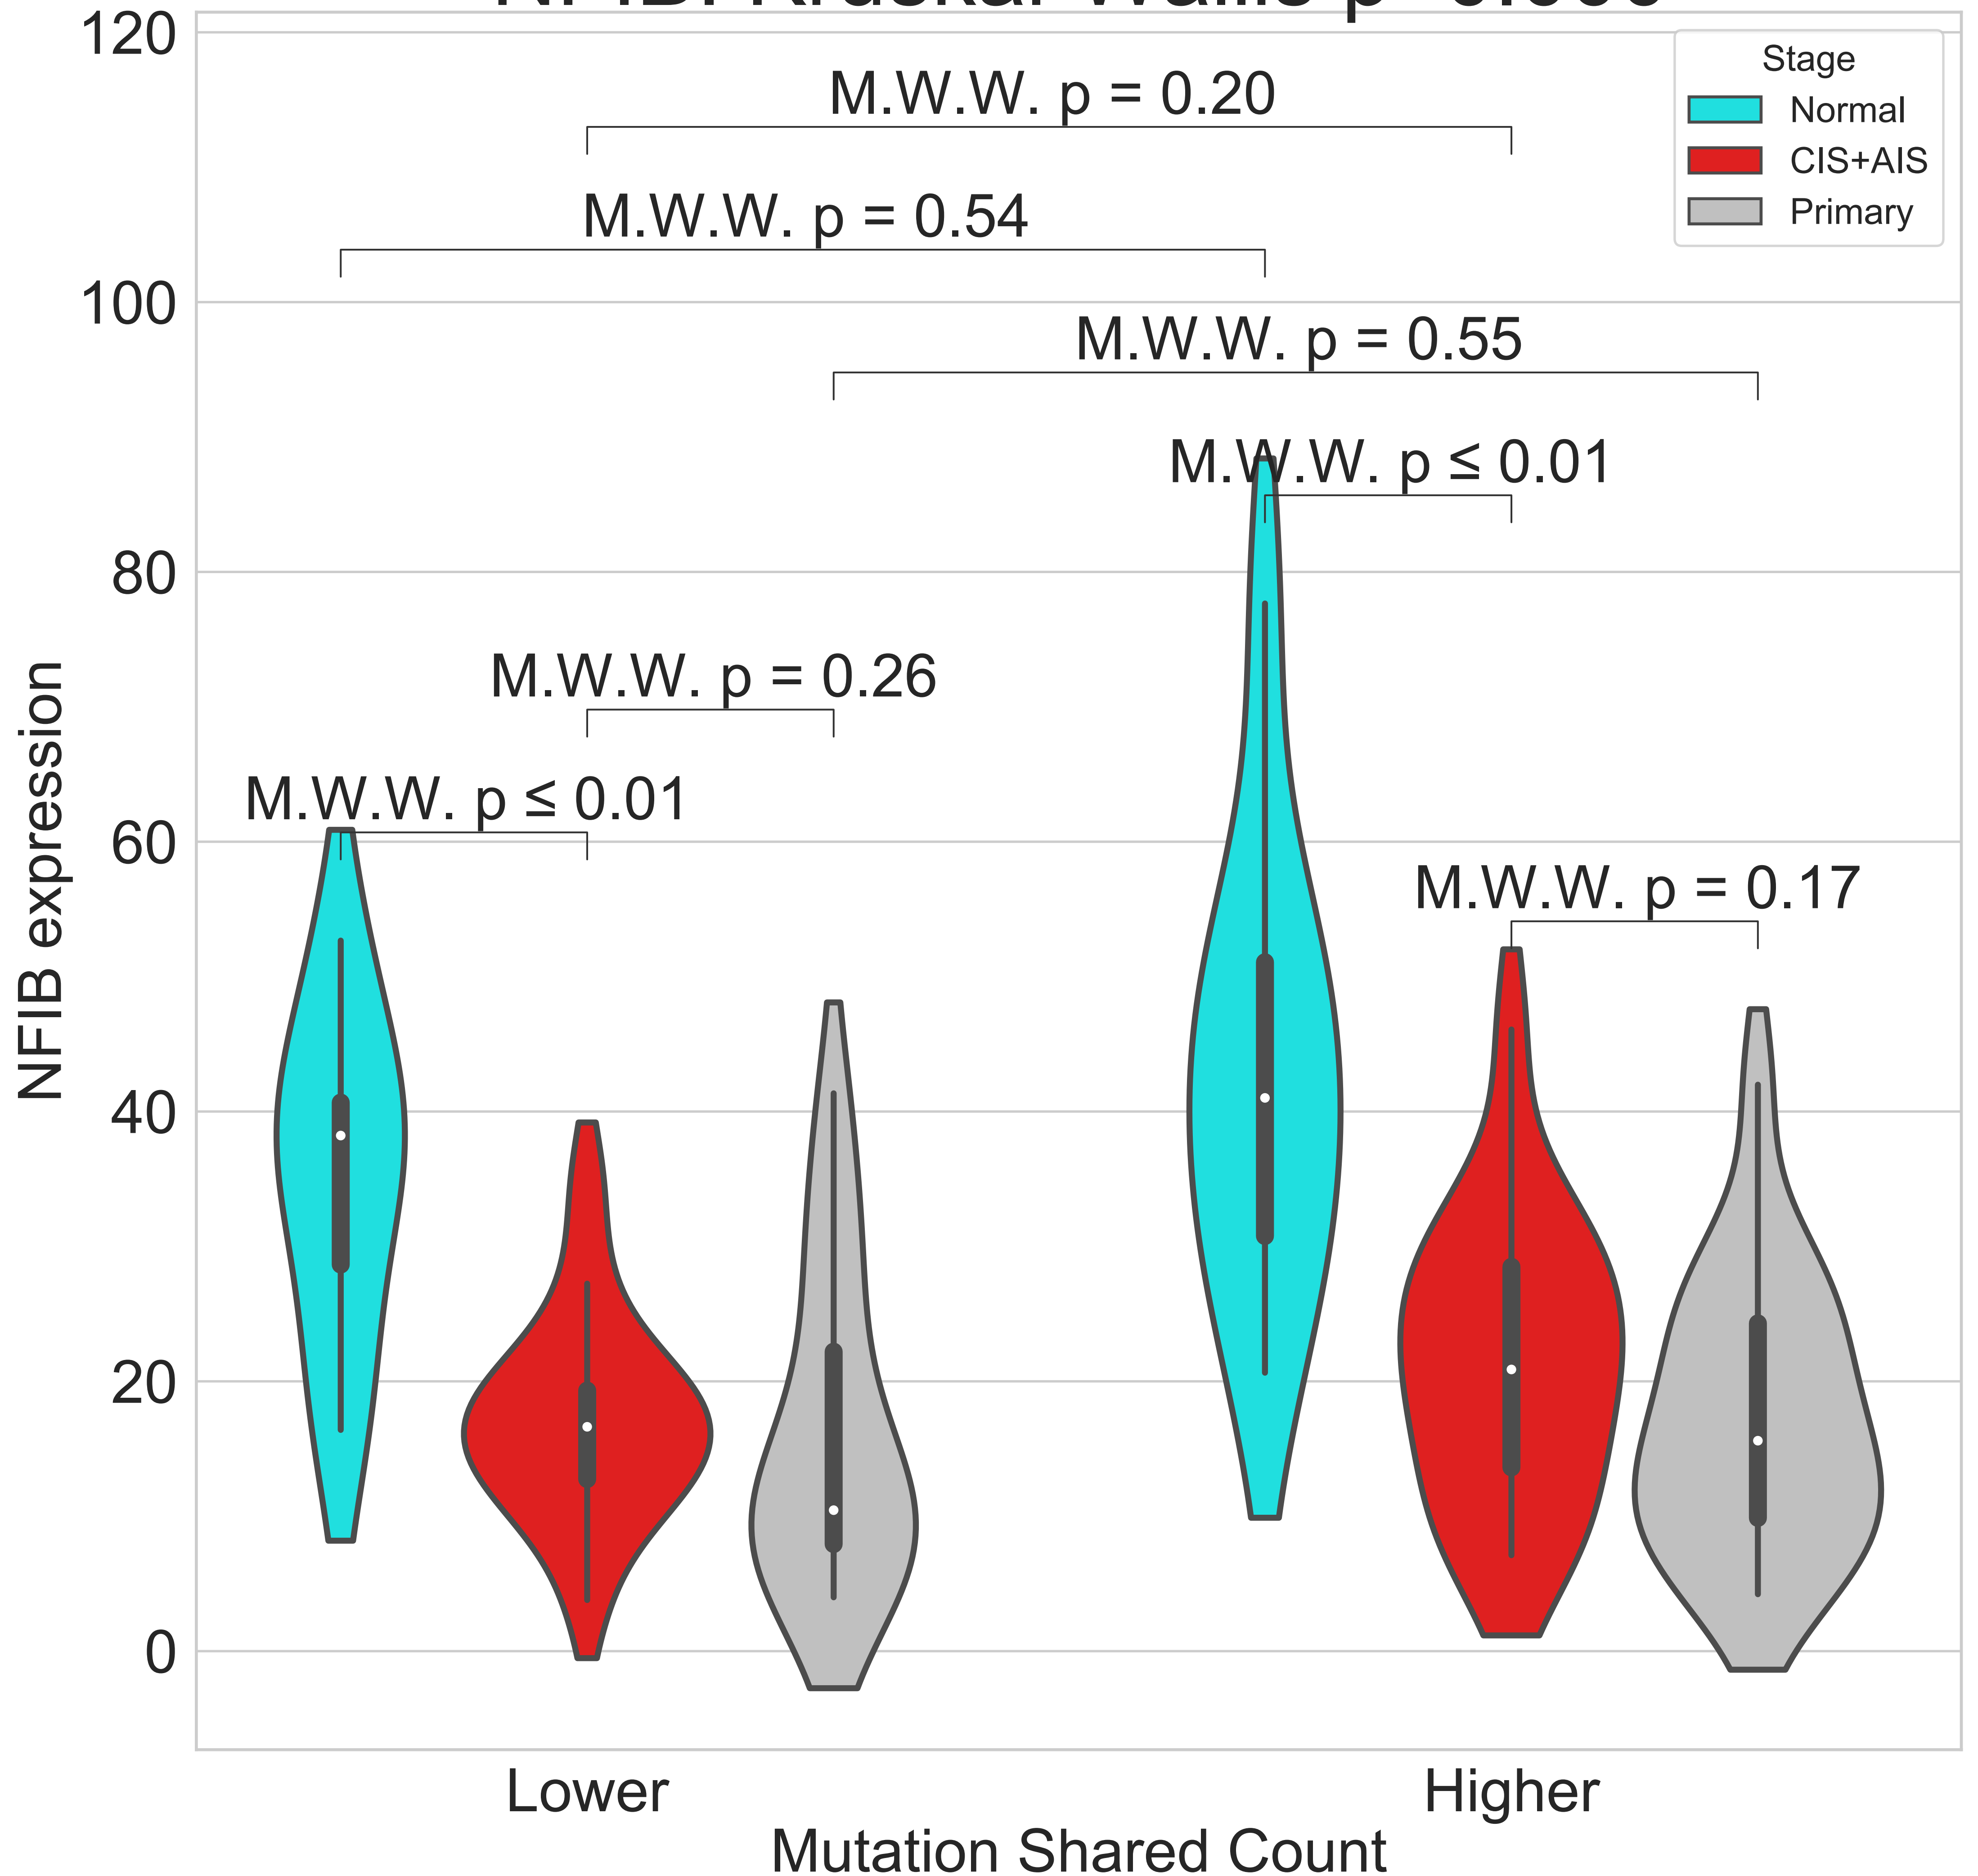 120
Stage
Normal
CIS+AIS
Primary
M.W.W. p = 0.20
M.W.W. p = 0.54
100
M.W.W. p = 0.55
M.W.W. p ≤ 0.01
80
M.W.W. p = 0.26
M.W.W. p ≤ 0.01
60
M.W.W. p = 0.17
NFIB expression
40
20
0
Lower
Higher
Mutation Shared Count